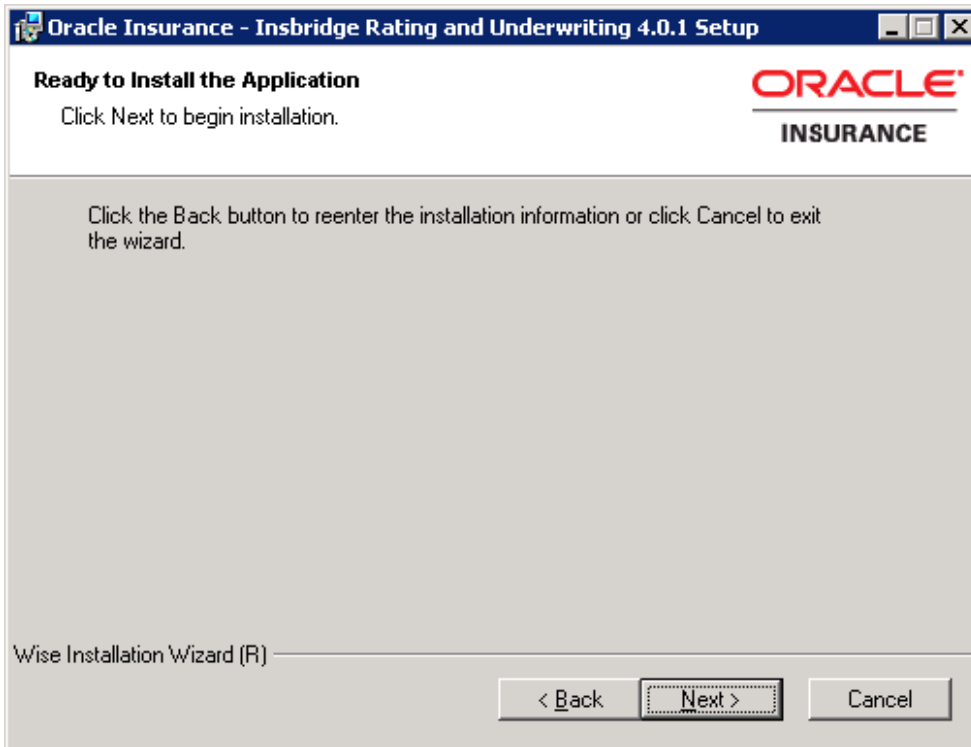 Oracle Insurance - Insbridge Rating and Underwriting 4.0.1 Setup
Ready to Install the Application
Click Next to begin installation.
ORACLE
INSURANCE
Click the Back button to reenter the installation information or click Cancel to exit
the wizard.
Wise Installation Wizard (R)
< Back
Next >
Cancel